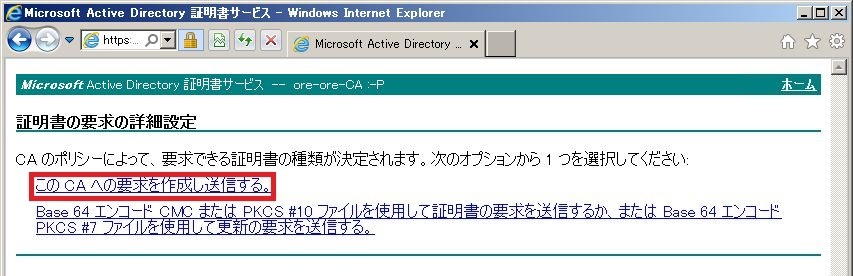 Microsoft Active Directory 証明書サービス - Windows Internet Explorer
https:...
Microsoft Active Directory ...
Microsoft Active Directory 証明書サービス -- ore-ore-CA :-P
ホーム
証明書の要求の詳細設定
CA のポリシーによって、要求できる証明書の種類が決定されます。次のオプションから 1 つを選択してください:
この CA への要求を作成し送信する。
Base 64 エンコード CMC または PKCS #10 ファイルを使用して証明書の要求を送信するか、または Base 64 エンコード
PKCS #7 ファイルを使用して更新の要求を送信する。